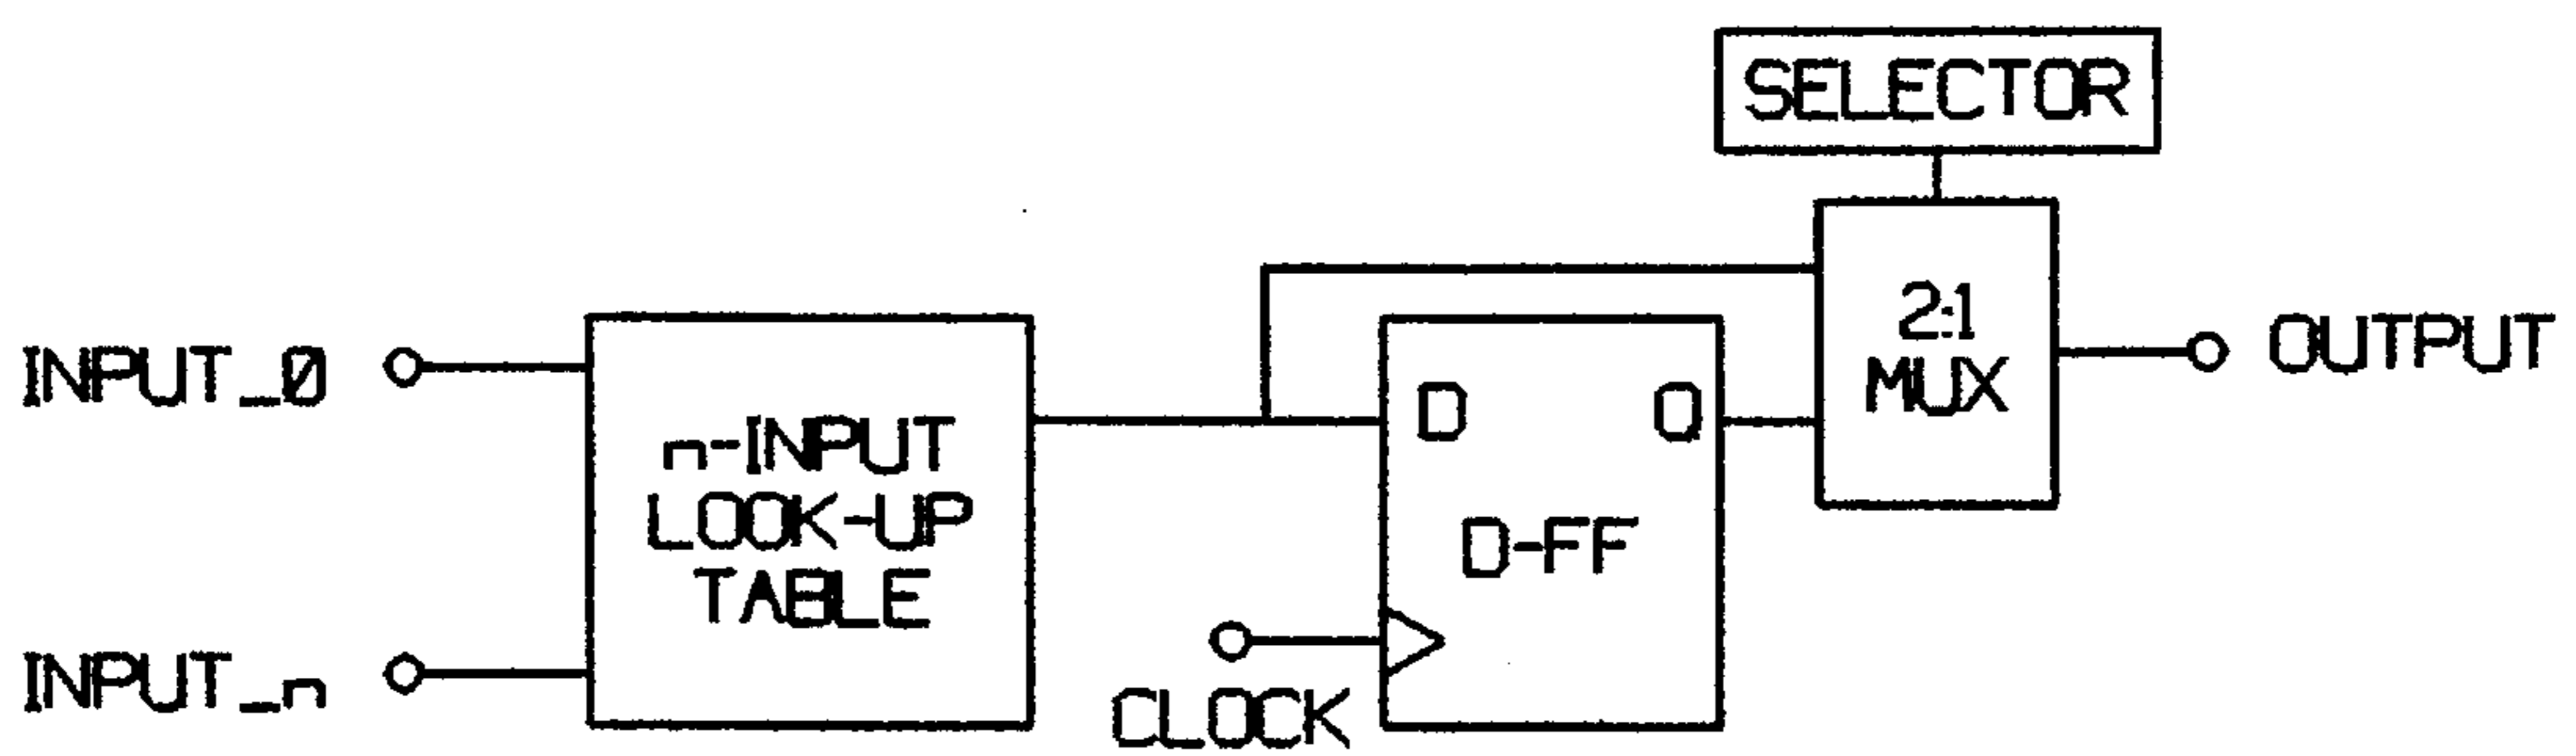 SELECTOR
2:1
MUX
OUTPUT
INPUT_0
n-INPUT
LOOK-UP
TABLE
INPUT_n
D
Q
D-FF
CLOCK